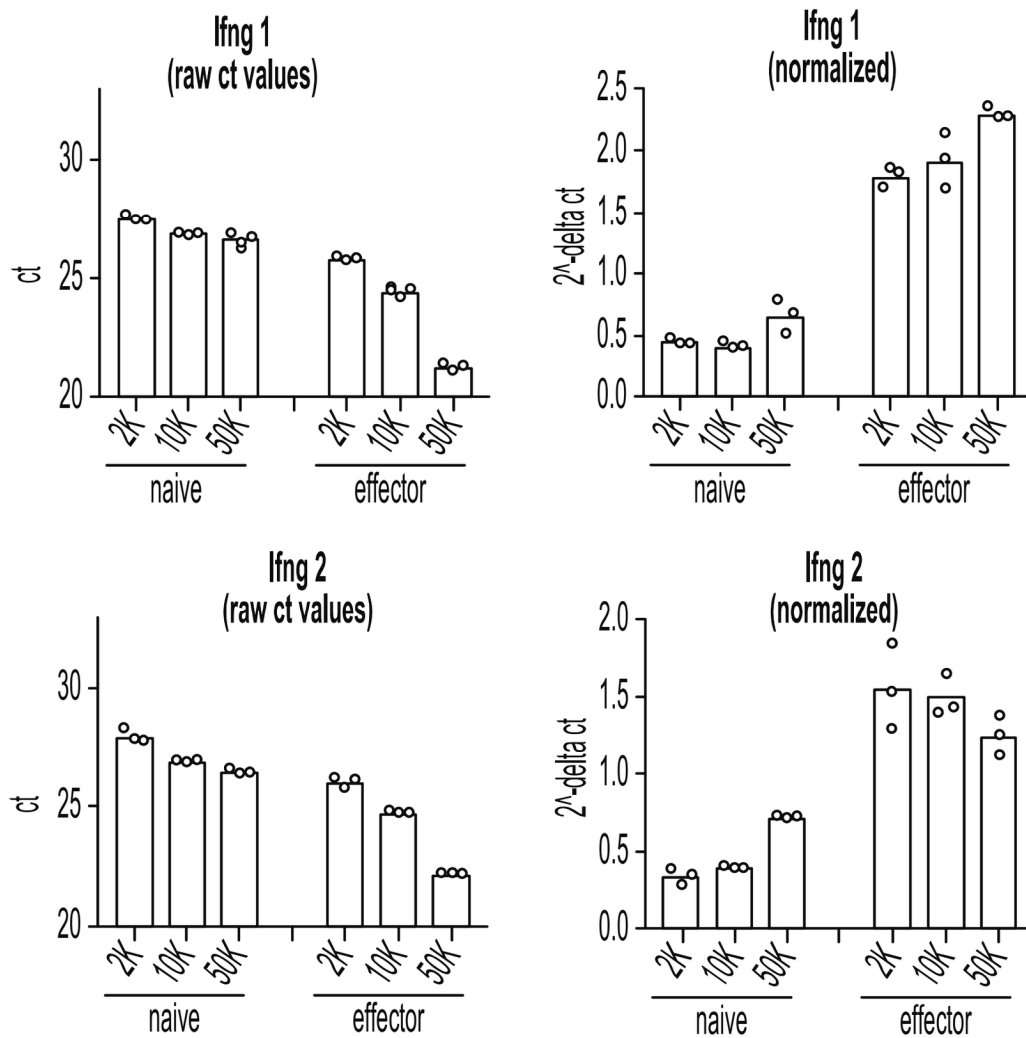 Ifng 1
(raw ct values)
ct
30
25
20
2K
10K
50K
2K
10K
50K
naive
effector
Ifng 1
(normalized)
2^-delta ct
2.5
2.0
1.5
1.0
0.5
0.0
2K
10K
50K
2K
10K
50K
naive
effector
Ifng 2
(raw ct values)
ct
30
25
20
2K
10K
50K
2K
10K
50K
naive
effector
Ifng 2
(normalized)
2^-delta ct
2.0
1.5
1.0
0.5
0.0
2K
10K
50K
2K
10K
50K
naive
effector